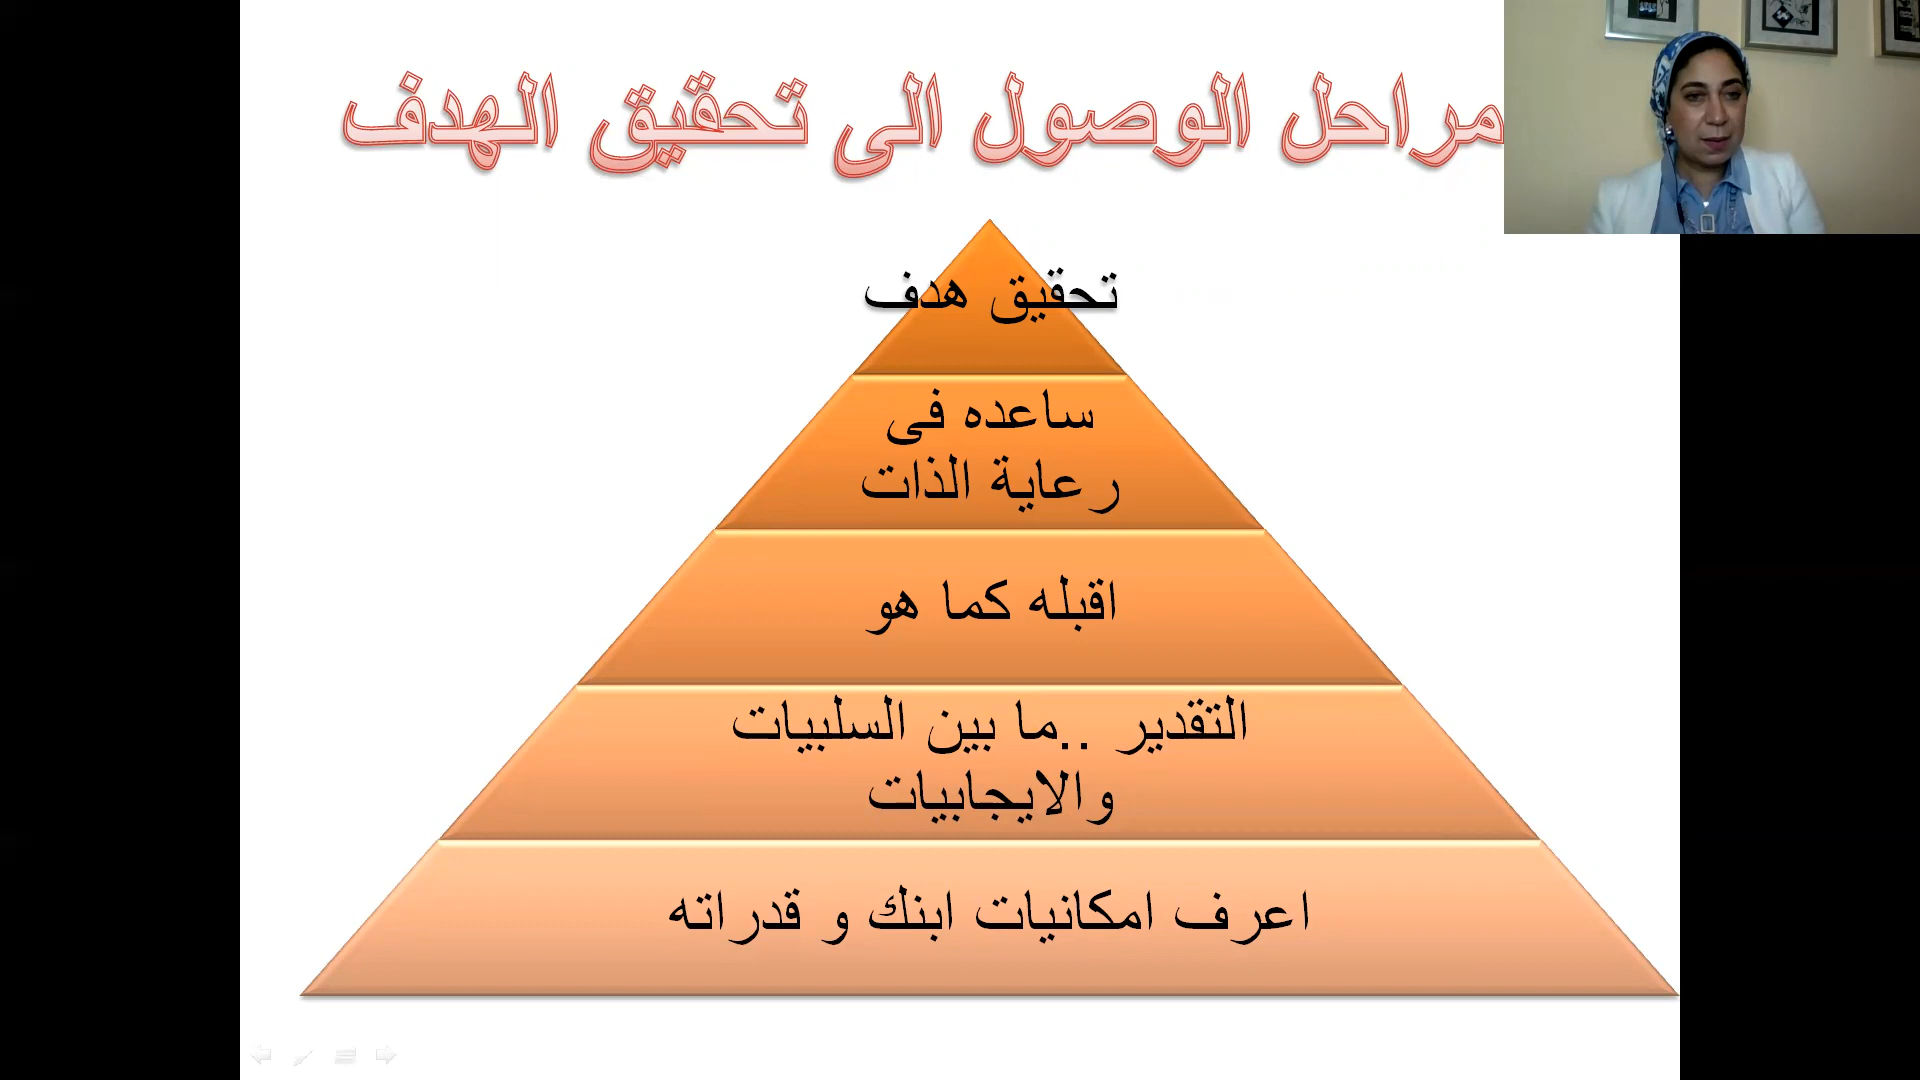 مراحل الوصول الى تحقيق الهدف
تحقيق هدف
ساعده فى
رعاية الذات
اقبله كما هو
التقدير ..ما بين السلبيات
والايجابيات
اعرف امكانيات ابنك و قدراته